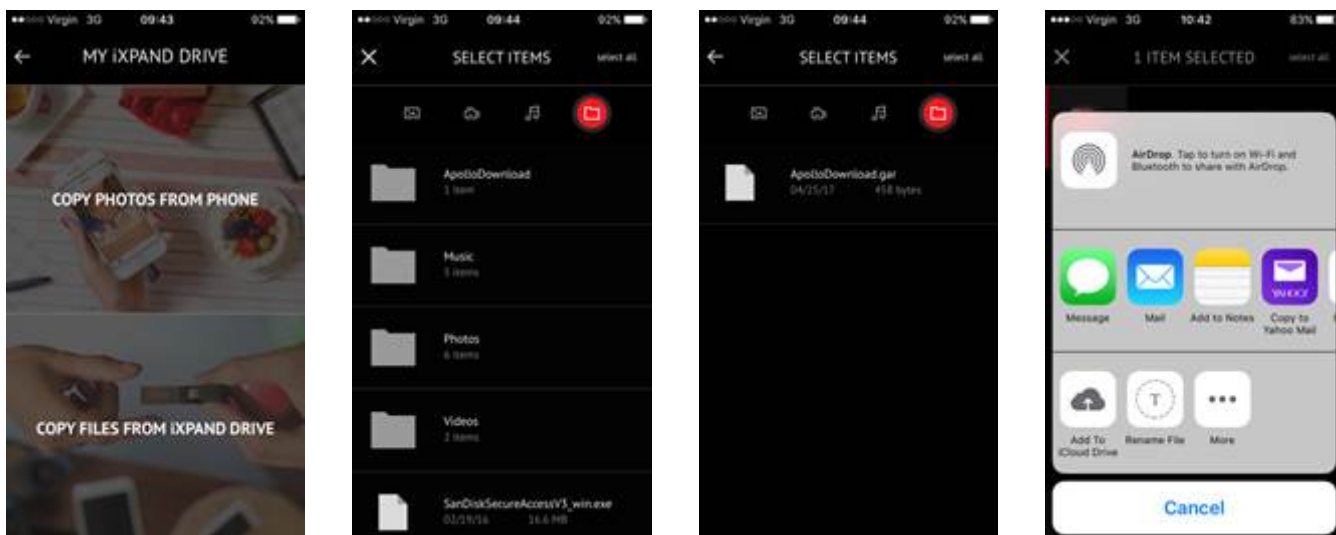 Virgin 3G 09:43 92%
MY iXPAND DRIVE
COPY PHOTOS FROM PHONE
COPY FILES FROM iXPAND DRIVE
Virgin 3G 09:44 92%
SELECT ITEMS select all
ApolloDownload
1 item
Music
Photos
6 items
Videos
2 items
SanDiskSecureAccessV3_win.exe
02/19/16 16.6 MB
Virgin 3G 09:44 92%
SELECT ITEMS select all
ApolloDownload.gar
04/25/17 458 bytes
Virgin 3G 10:42 83%
1 ITEM SELECTED select all
AirDrop. Tap to turn on Wi-Fi and
Bluetooth to share with AirDrop.
YAHOO!
Message Mail Add to Notes Copy to
Yahoo Mail
T
Add To Rename File More
iCloud Drive
Cancel